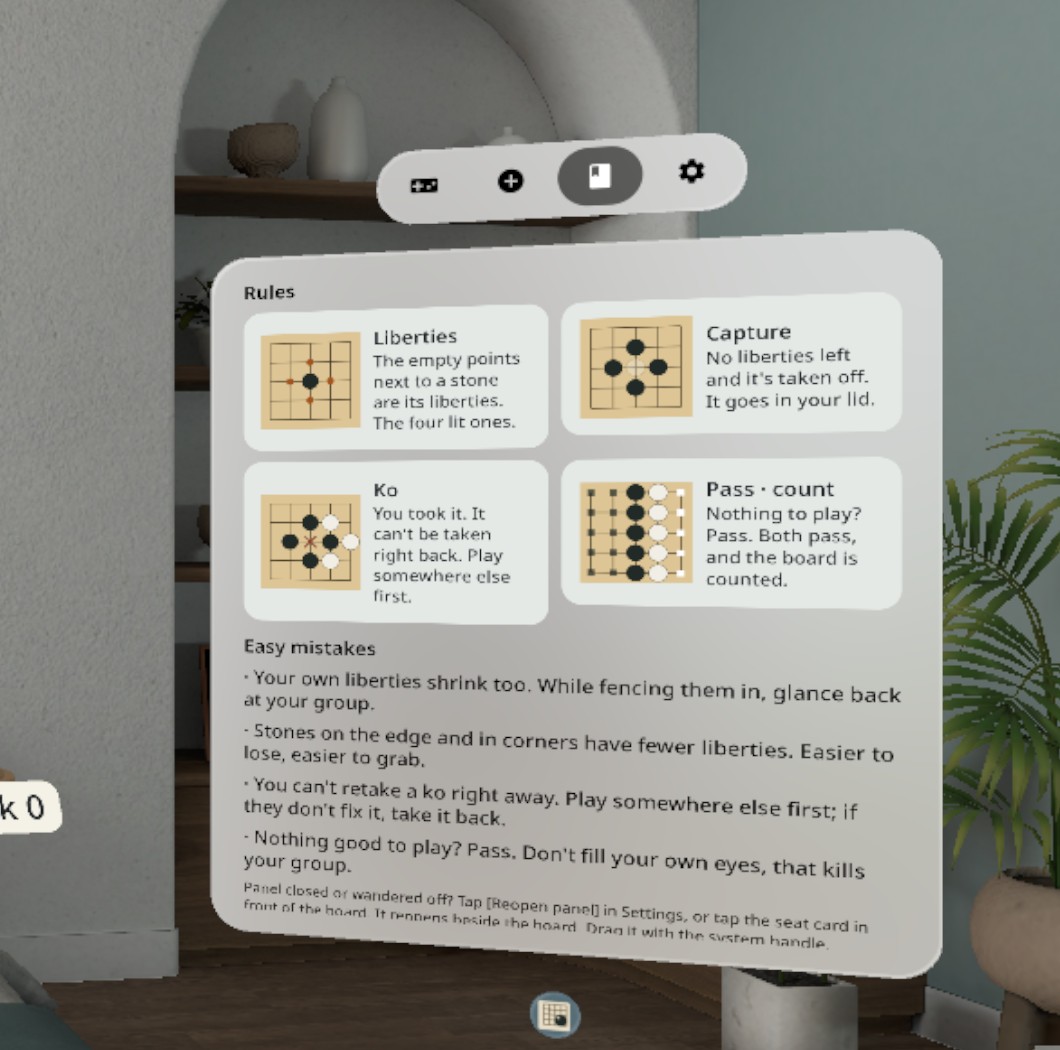 Rules
Liberties
The empty points
next to a stone
are its liberties.
The four lit ones.
Capture
No liberties left
and it's taken off.
It goes in your lid.
Ko
You took it. It
can't be taken
right back. Play
somewhere else
first.
Pass · count
Nothing to play?
Pass. Both pass,
and the board is
counted.
Easy mistakes
· Your own liberties shrink too. While fencing them in, glance back
at your group.
· Stones on the edge and in corners have fewer liberties. Easier to
lose, easier to grab.
· You can't retake a ko right away. Play somewhere else first; if
they don't fix it, take it back.
· Nothing good to play? Pass. Don't fill your own eyes, that kills
your group.
Panel closed or wandered off? Tap [Reopen panel] in Settings, or tap the seat card in
front of the board. It reopens beside the board. Drag it with the system handle.
k 0